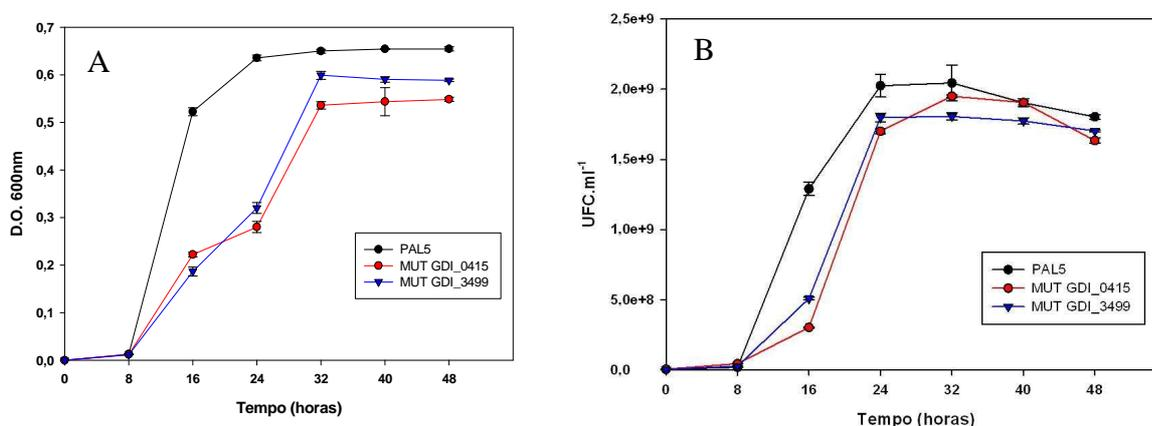 A
D.O. 600nm
0,7
0,6
0,5
0,3
0,2
0,1
0,0
0 8 16 24 32 40 48
Tempo (horas)
PAL5
MUT GDI_0415
MUT GDI_3499
B
UFC.ml-1
2.5e+9
2.0e+9
1.5e+9
1.0e+9
5.0e+8
0.0
0 8 16 24 32 40 48
Tempo (horas)
PAL5
MUT GDI_0415
MUT GDI_3499